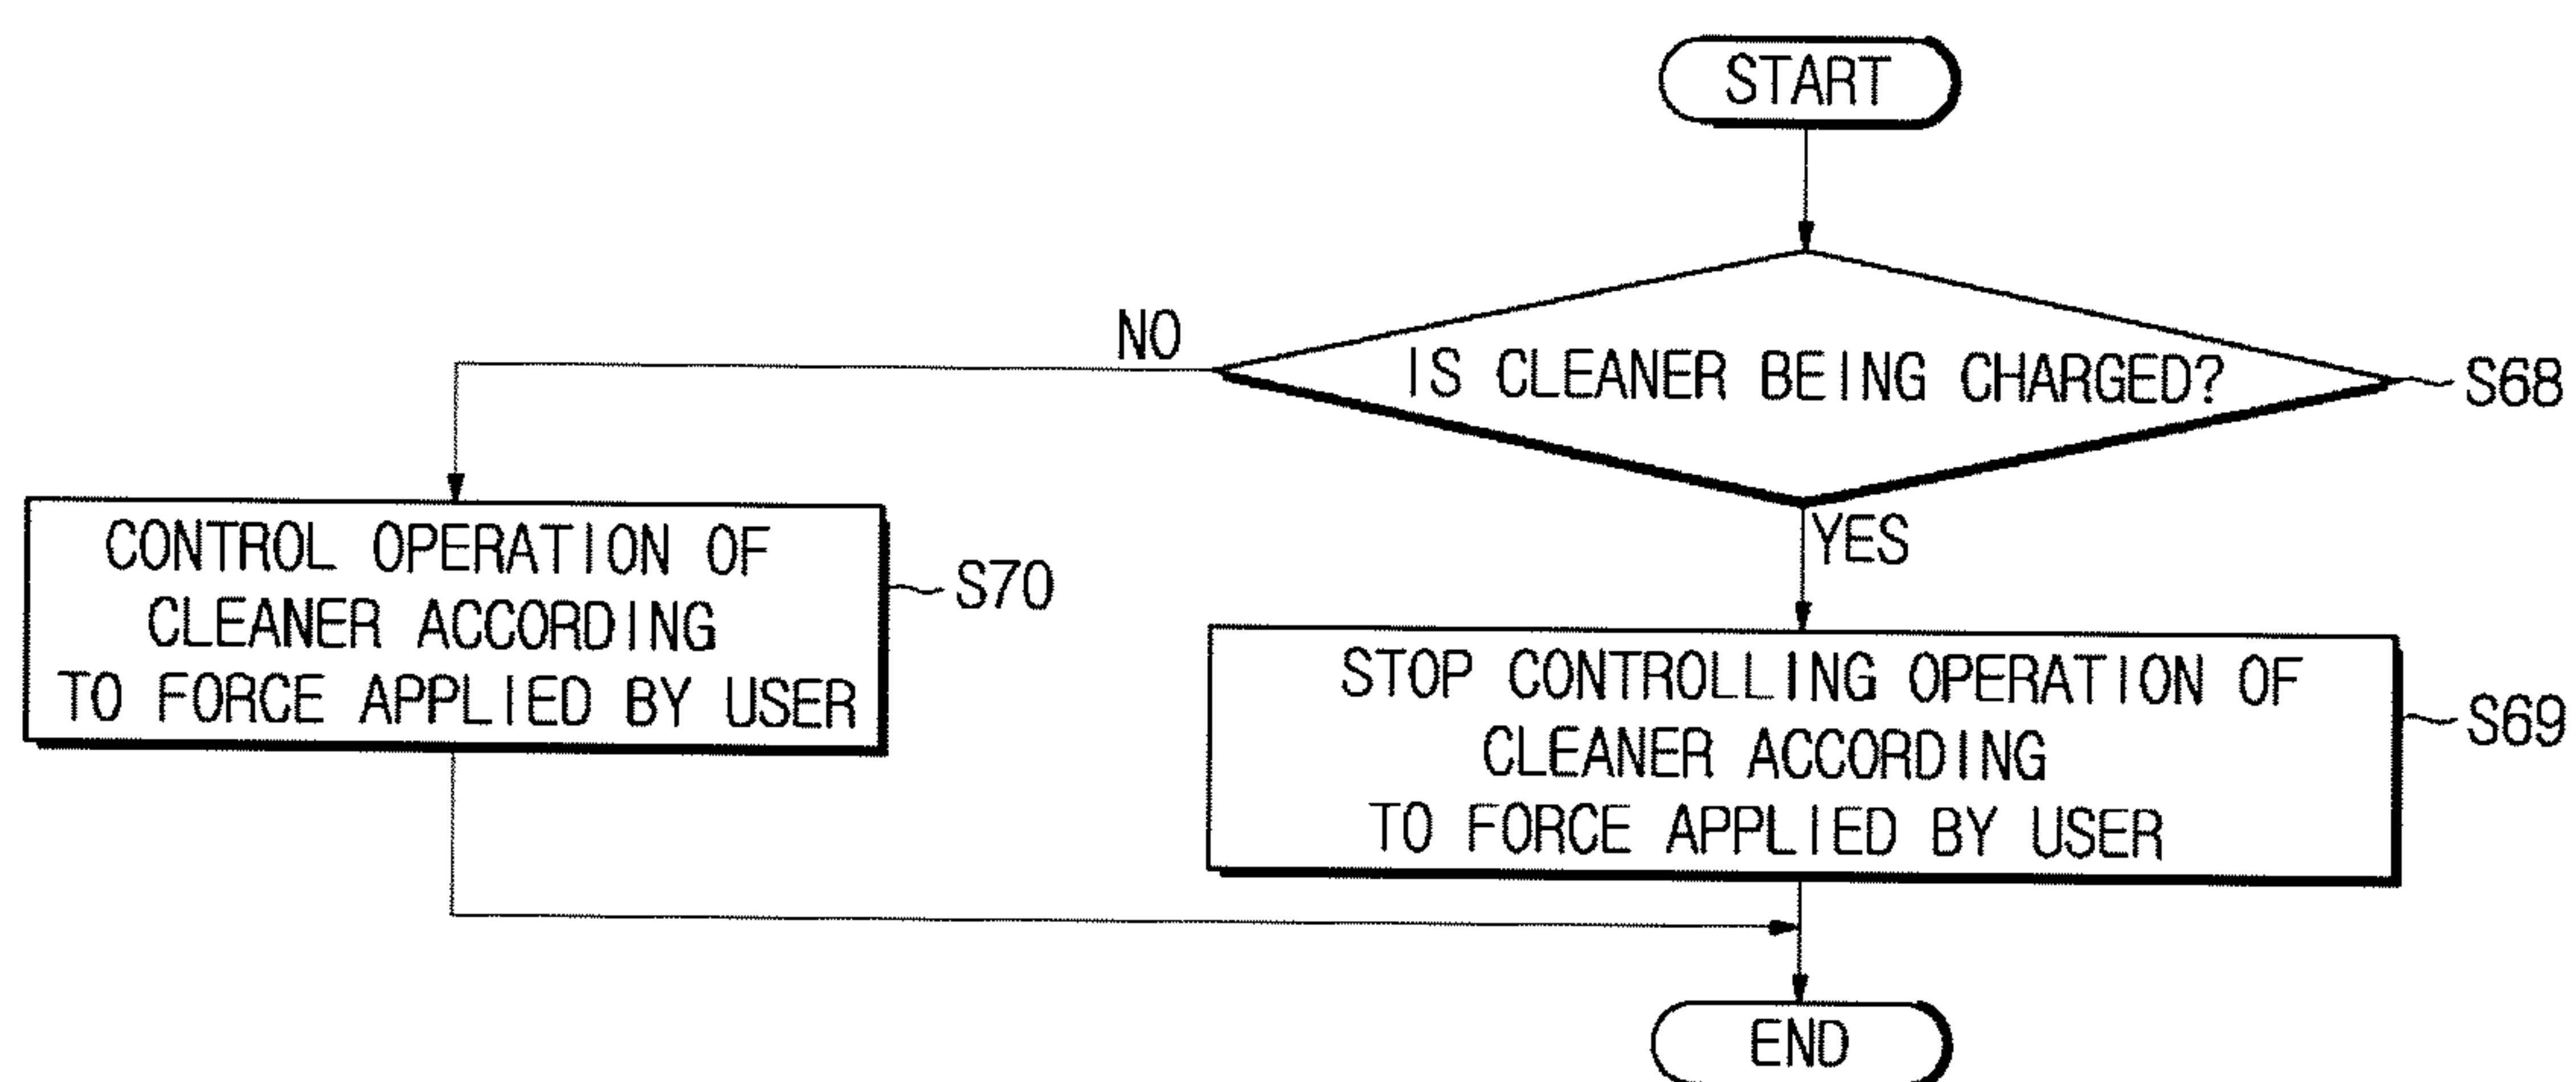 START
NO
IS CLEANER BEING CHARGED?
S68
YES
CONTROL OPERATION OF
CLEANER ACCORDING
TO FORCE APPLIED BY USER
S70
STOP CONTROLLING OPERATION OF
CLEANER ACCORDING
TO FORCE APPLIED BY USER
S69
END